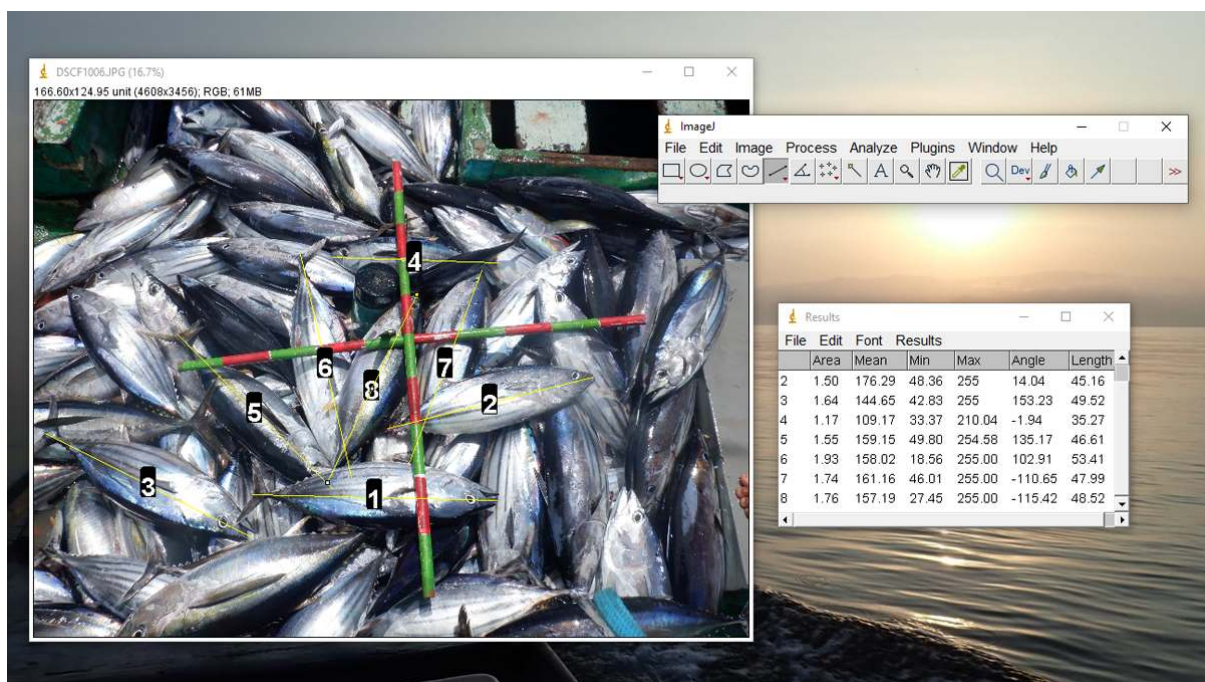 DSCF1006.JPG (16.7%)
166.60x124.95 unit (4608x3456); RGB; 61MB
4
6
7
8
2
5
3
1
ImageJ
File Edit Image Process Analyze Plugins Window Help
A Dev >>
Results
File Edit Font Results
Area Mean Min Max Angle Length
2 1.50 176.29 48.36 255 14.04 45.16
3 1.64 144.65 42.83 255 153.23 49.52
4 1.17 109.17 33.37 210.04 -1.94 35.27
5 1.55 159.15 49.80 254.58 135.17 46.61
6 1.93 158.02 18.56 255.00 102.91 53.41
7 1.74 161.16 46.01 255.00 -110.65 47.99
8 1.76 157.19 27.45 255.00 -115.42 48.52